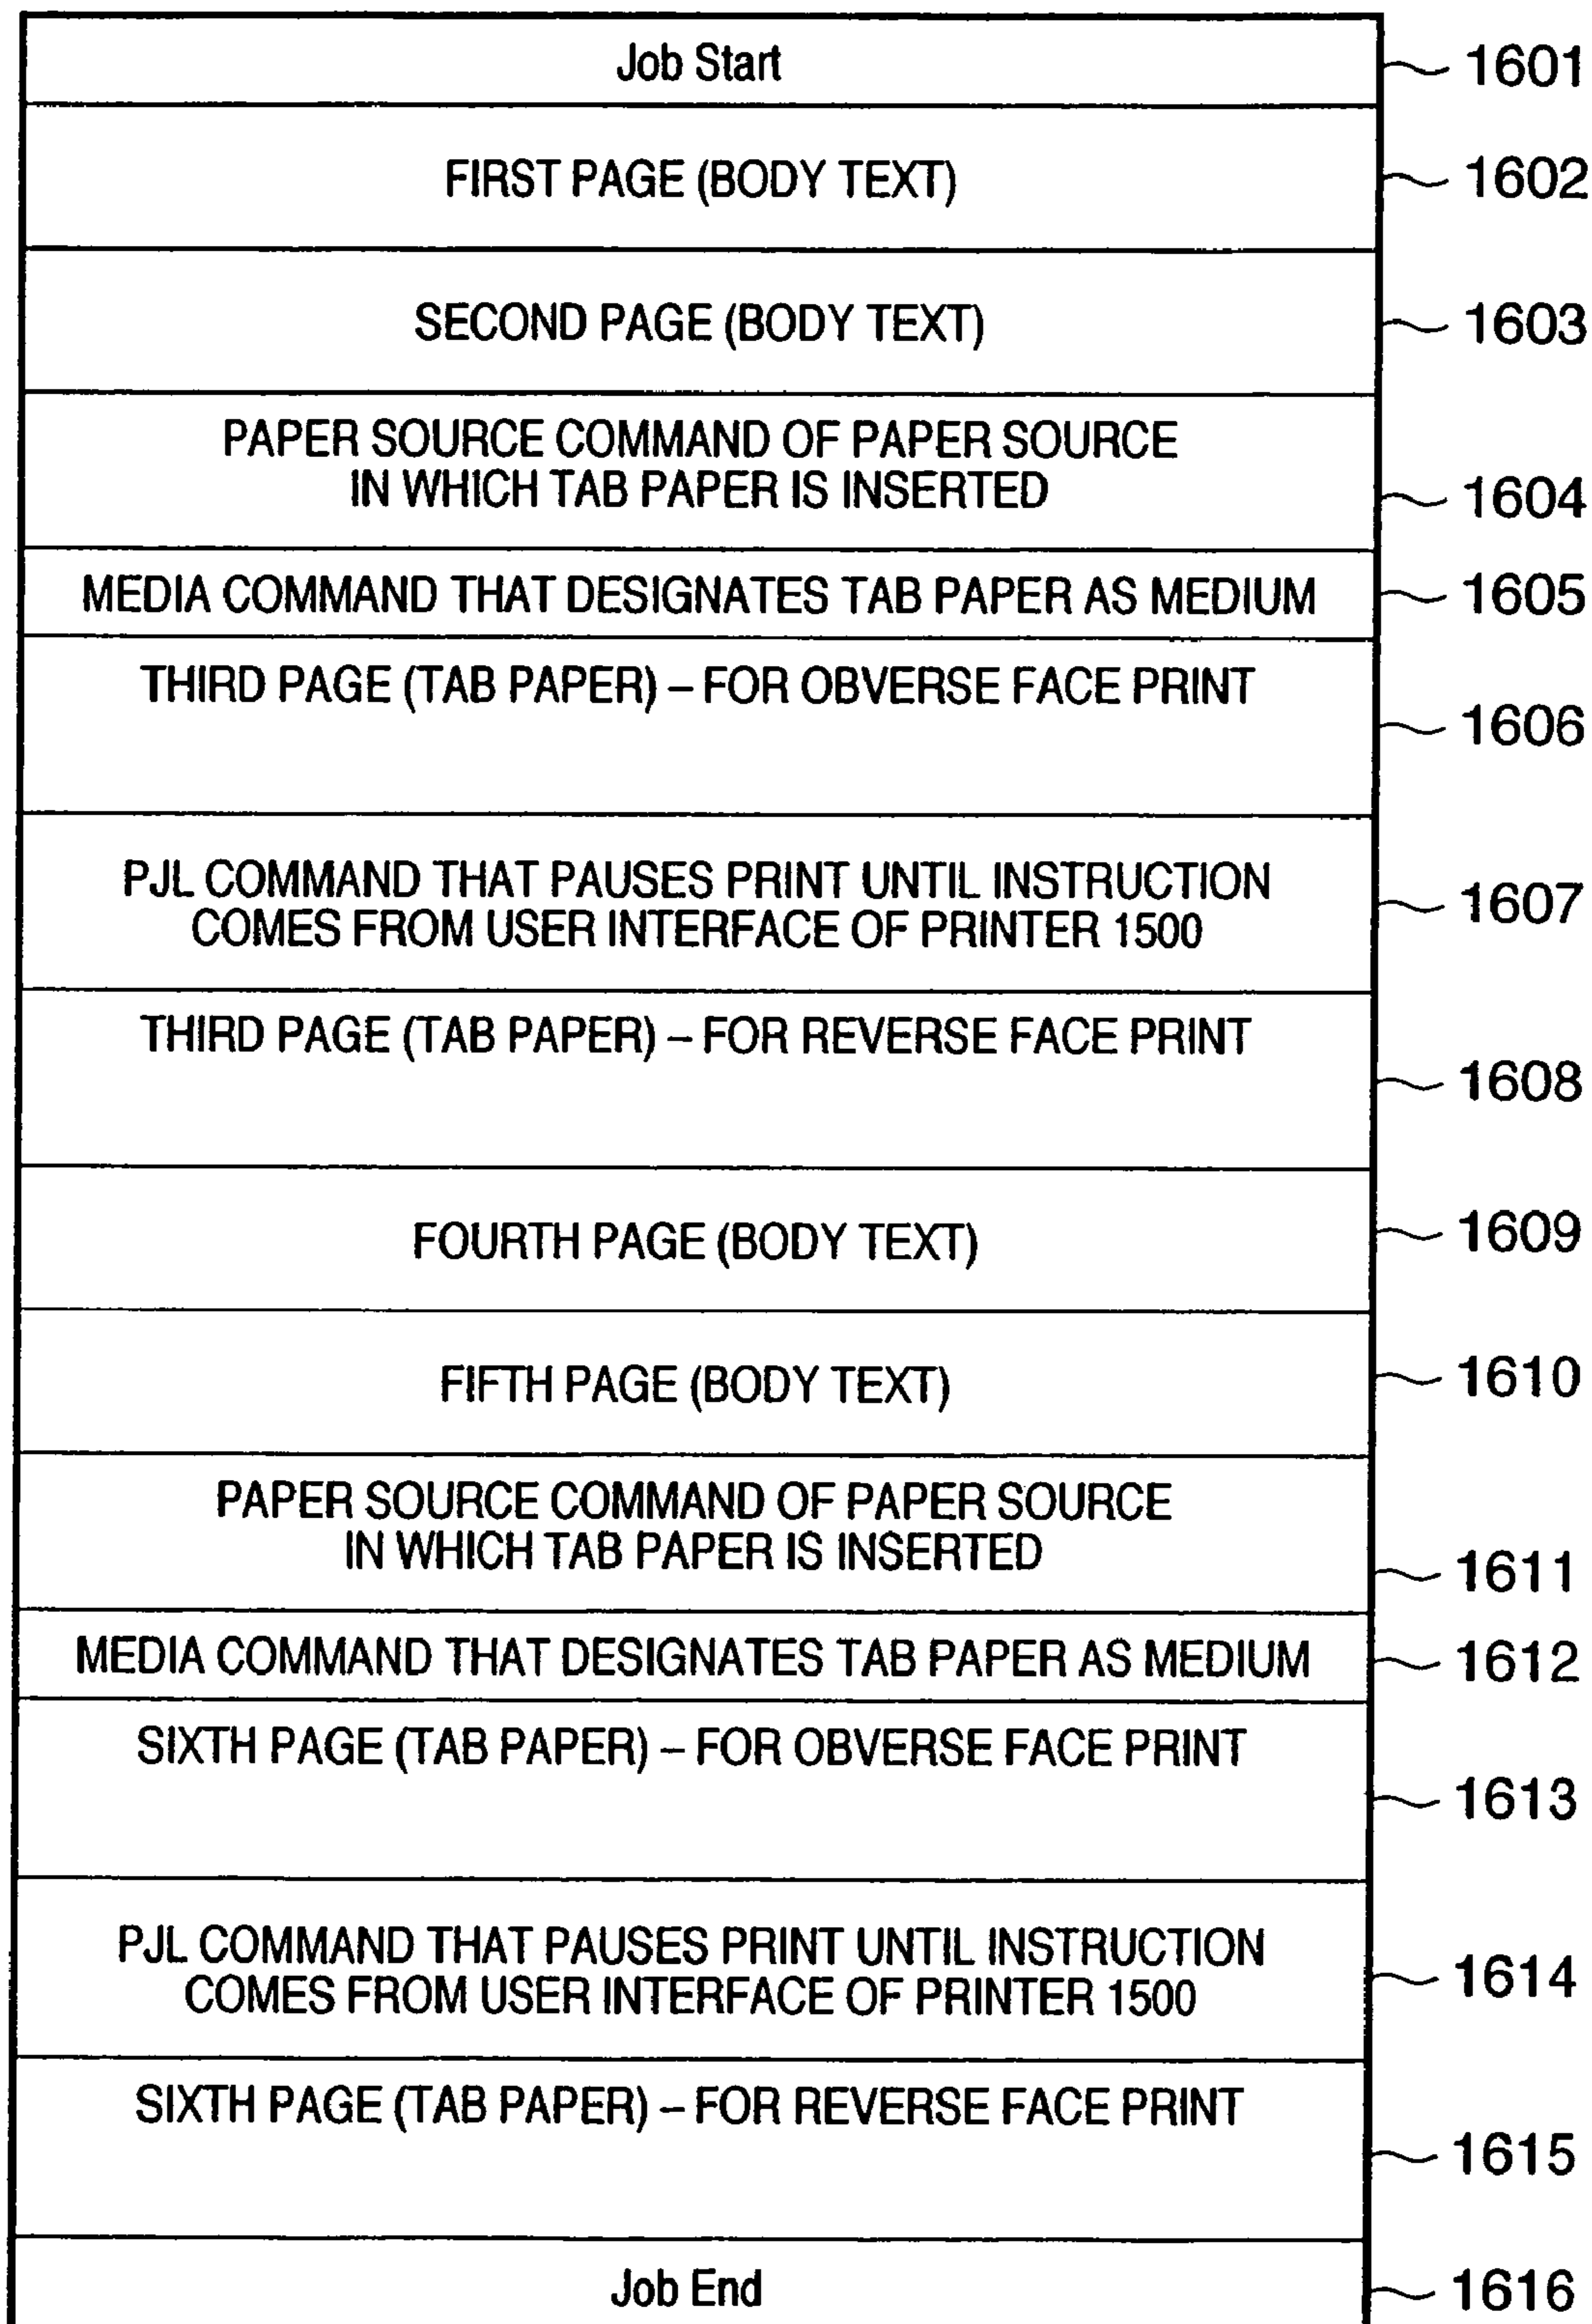 Job Start
1601
FIRST PAGE (BODY TEXT)
1602
SECOND PAGE (BODY TEXT)
1603
PAPER SOURCE COMMAND OF PAPER SOURCE
IN WHICH TAB PAPER IS INSERTED
1604
MEDIA COMMAND THAT DESIGNATES TAB PAPER AS MEDIUM
1605
THIRD PAGE (TAB PAPER) – FOR OBVERSE FACE PRINT
1606
PJL COMMAND THAT PAUSES PRINT UNTIL INSTRUCTION
COMES FROM USER INTERFACE OF PRINTER 1500
1607
THIRD PAGE (TAB PAPER) – FOR REVERSE FACE PRINT
1608
FOURTH PAGE (BODY TEXT)
1609
FIFTH PAGE (BODY TEXT)
1610
PAPER SOURCE COMMAND OF PAPER SOURCE
IN WHICH TAB PAPER IS INSERTED
1611
MEDIA COMMAND THAT DESIGNATES TAB PAPER AS MEDIUM
1612
SIXTH PAGE (TAB PAPER) – FOR OBVERSE FACE PRINT
1613
PJL COMMAND THAT PAUSES PRINT UNTIL INSTRUCTION
COMES FROM USER INTERFACE OF PRINTER 1500
1614
SIXTH PAGE (TAB PAPER) – FOR REVERSE FACE PRINT
1615
Job End
1616